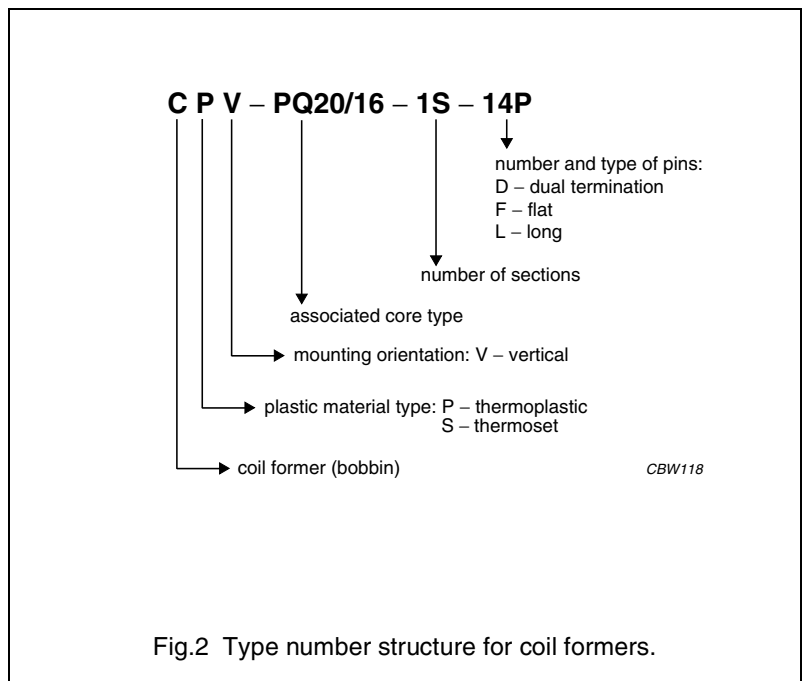 C P V – PQ20/16 – 1S – 14P
number and type of pins:
D – dual termination
F – flat
L – long
number of sections
associated core type
mounting orientation: V – vertical
plastic material type: P – thermoplastic
S – thermoset
coil former (bobbin)
CBW118
Fig.2 Type number structure for coil formers.